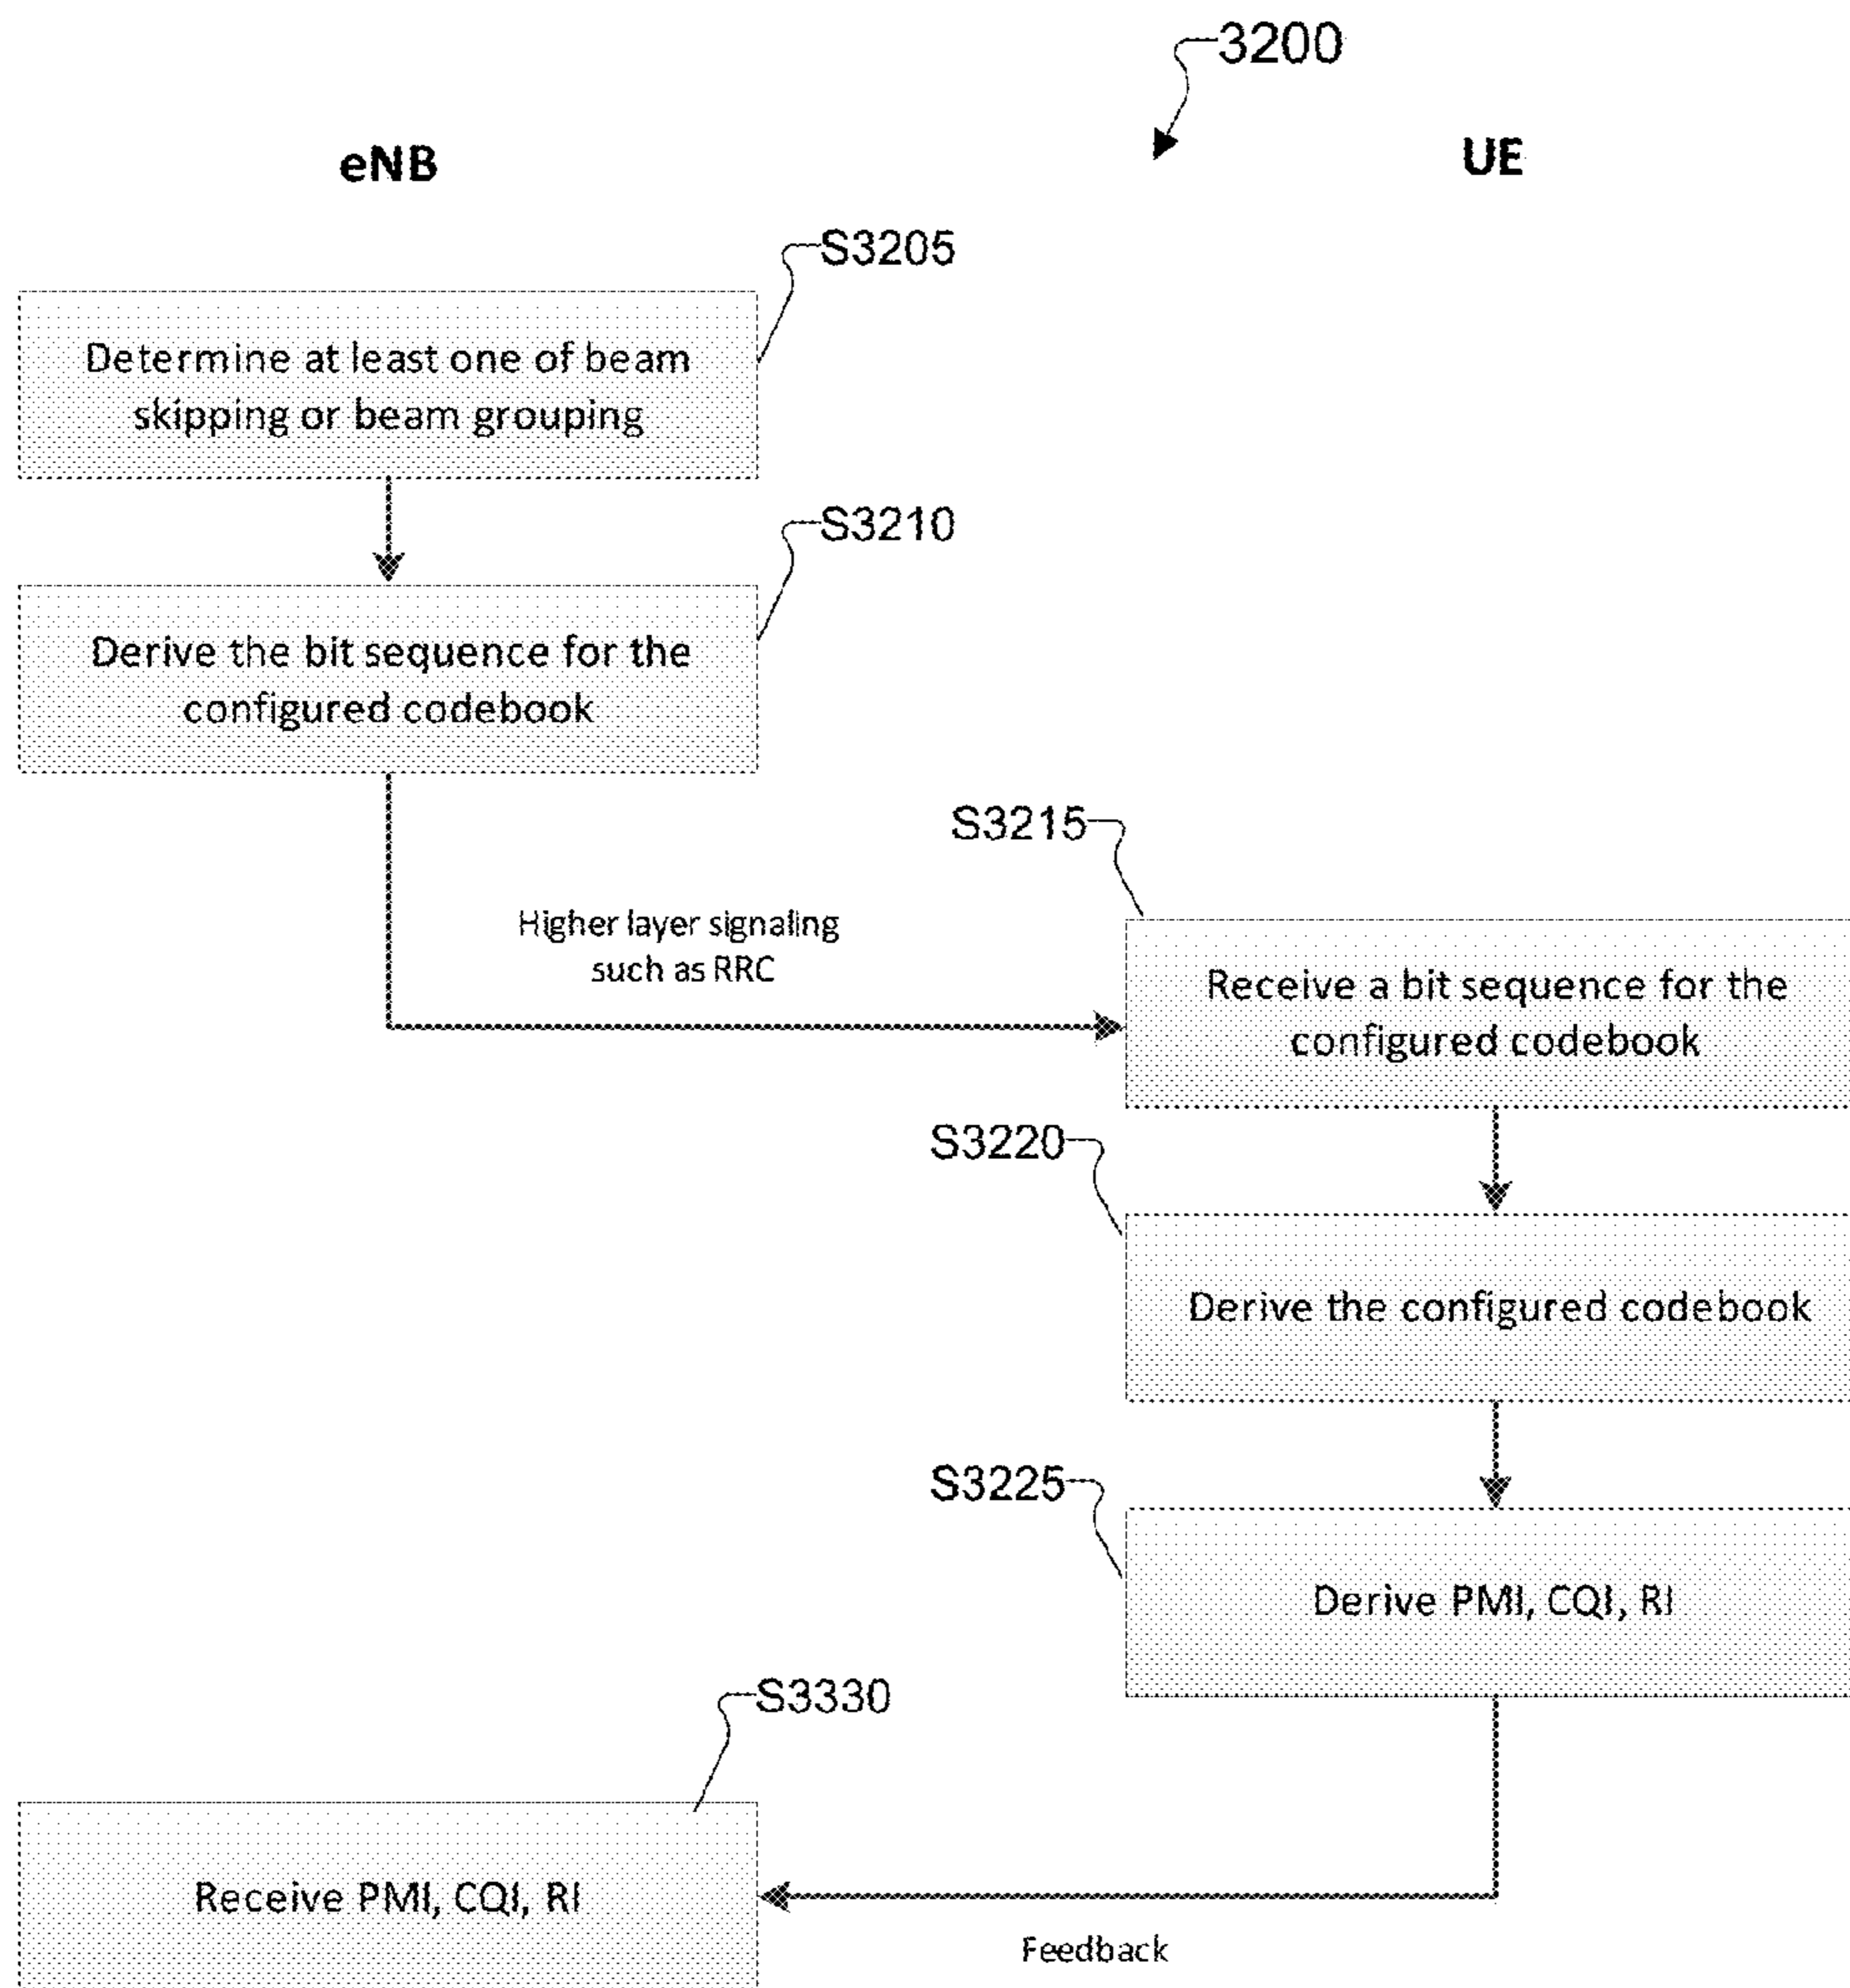 3200
eNB
UE
S3205
Determine at least one of beam
skipping or beam grouping
S3210
Derive the bit sequence for the
configured codebook
Higher layer signaling
such as RRC
S3215
Receive a bit sequence for the
configured codebook
S3220
Derive the configured codebook
S3225
Derive PMI, CQI, RI
S3330
Receive PMI, CQI, RI
Feedback